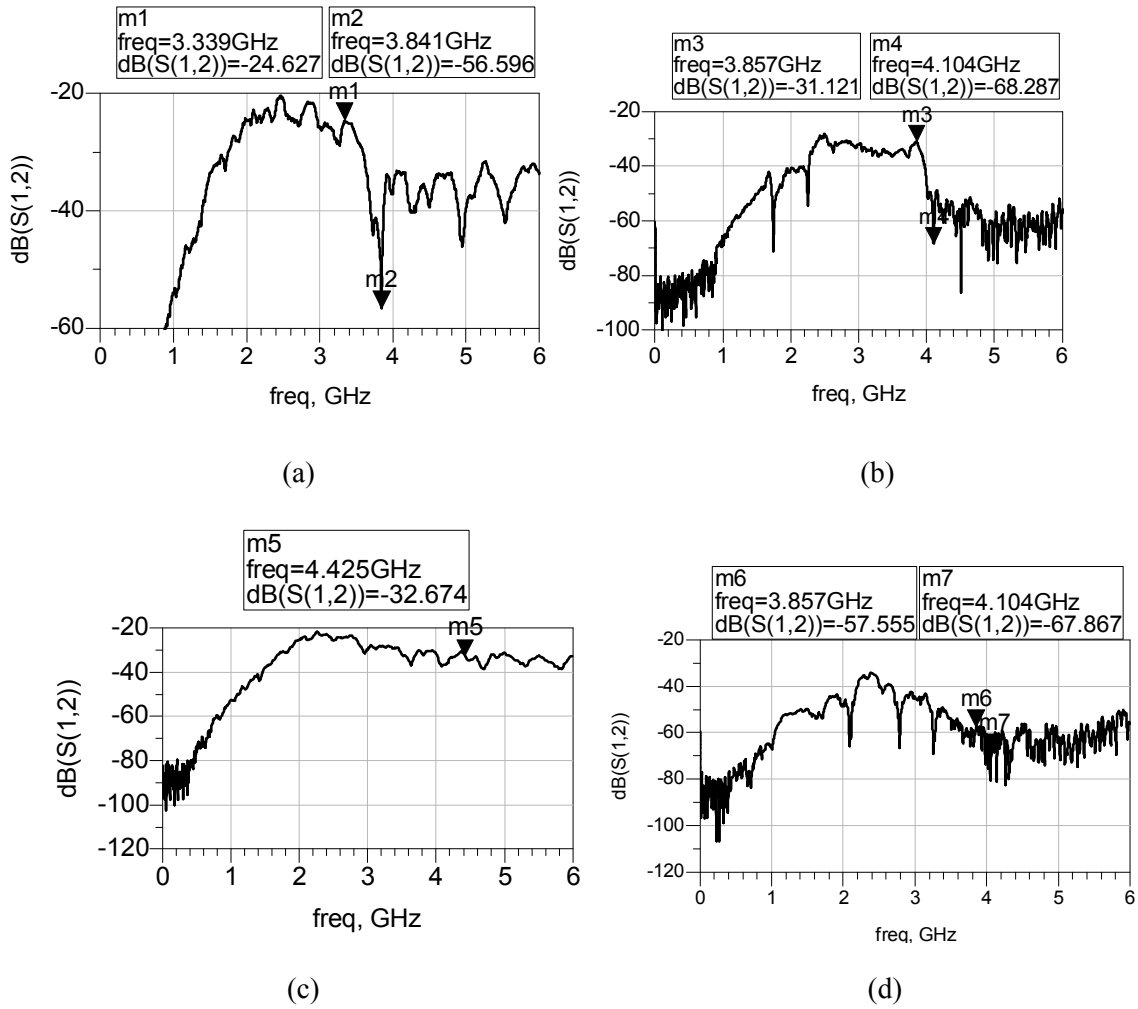 m1
freq=3.339GHz
dB(S(1,2))=-24.627
m2
freq=3.841GHz
dB(S(1,2))=-56.596
m1
m2
-20
-40
-60
0 1 2 3 4 5 6
dB(S(1,2))
freq, GHz
(a)
m3
freq=3.857GHz
dB(S(1,2))=-31.121
m4
freq=4.104GHz
dB(S(1,2))=-68.287
m3
m4
-20
-40
-60
-80
-100
0 1 2 3 4 5 6
dB(S(1,2))
freq, GHz
(b)
m5
freq=4.425GHz
dB(S(1,2))=-32.674
m5
-20
-40
-60
-80
-100
-120
0 1 2 3 4 5 6
dB(S(1,2))
freq, GHz
(c)
m6
freq=3.857GHz
dB(S(1,2))=-57.555
m7
freq=4.104GHz
dB(S(1,2))=-67.867
m6
m7
-20
-40
-60
-80
-100
-120
0 1 2 3 4 5 6
dB(S(1,2))
freq, GHz
(d)